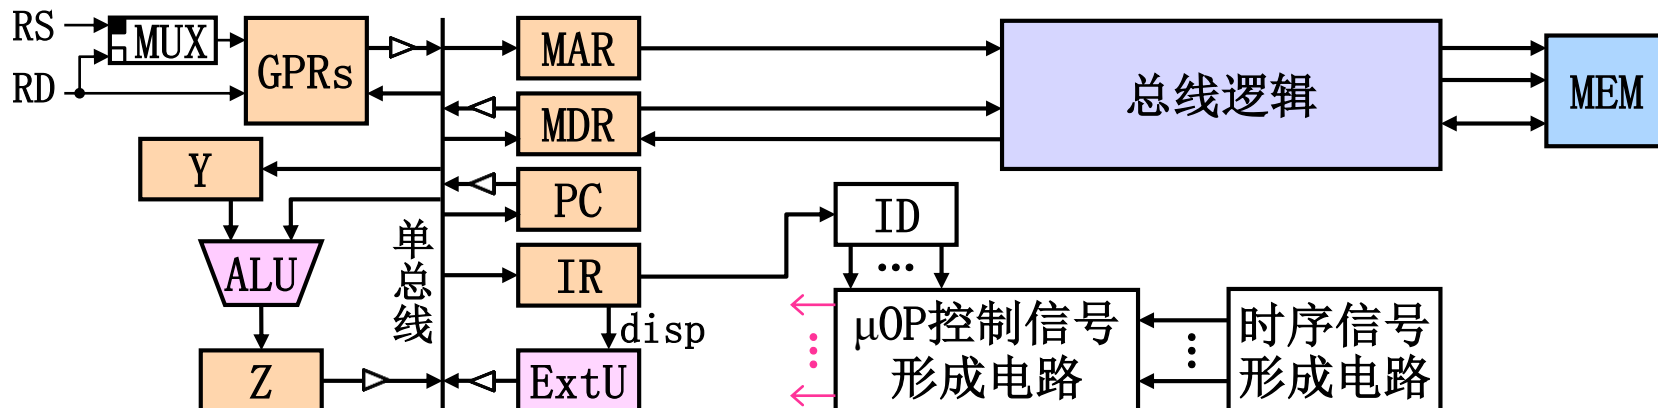 RS
MUX
RD
GPRs
MAR
MDR
总线逻辑
MEM
Y
PC
ID
...
ALU
单总线
IR
disp
μOP控制信号
形成电路
时序信号
形成电路
Z
ExtU